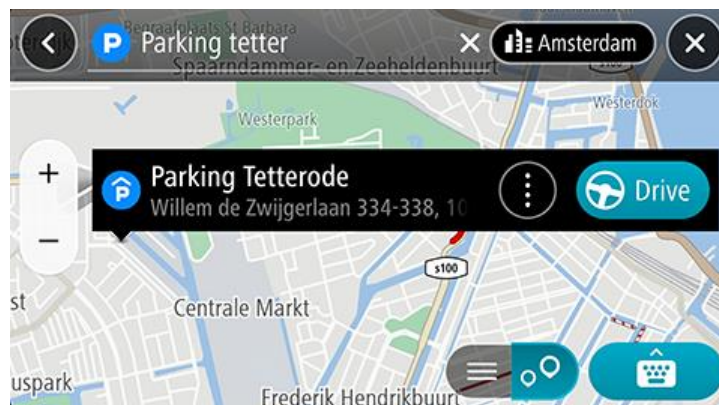 Begraafplaats St Barbara
P Parking tetter
Amsterdam
Spaarndammer- en Zeeheldenbuurt
Westerdok
Westerpark
+
P Parking Tetterode
Willem de Zwijgerlaan 334-338, 10
Drive
−
s100
st
Centrale Markt
uspark
Frederik Hendrikbuurt